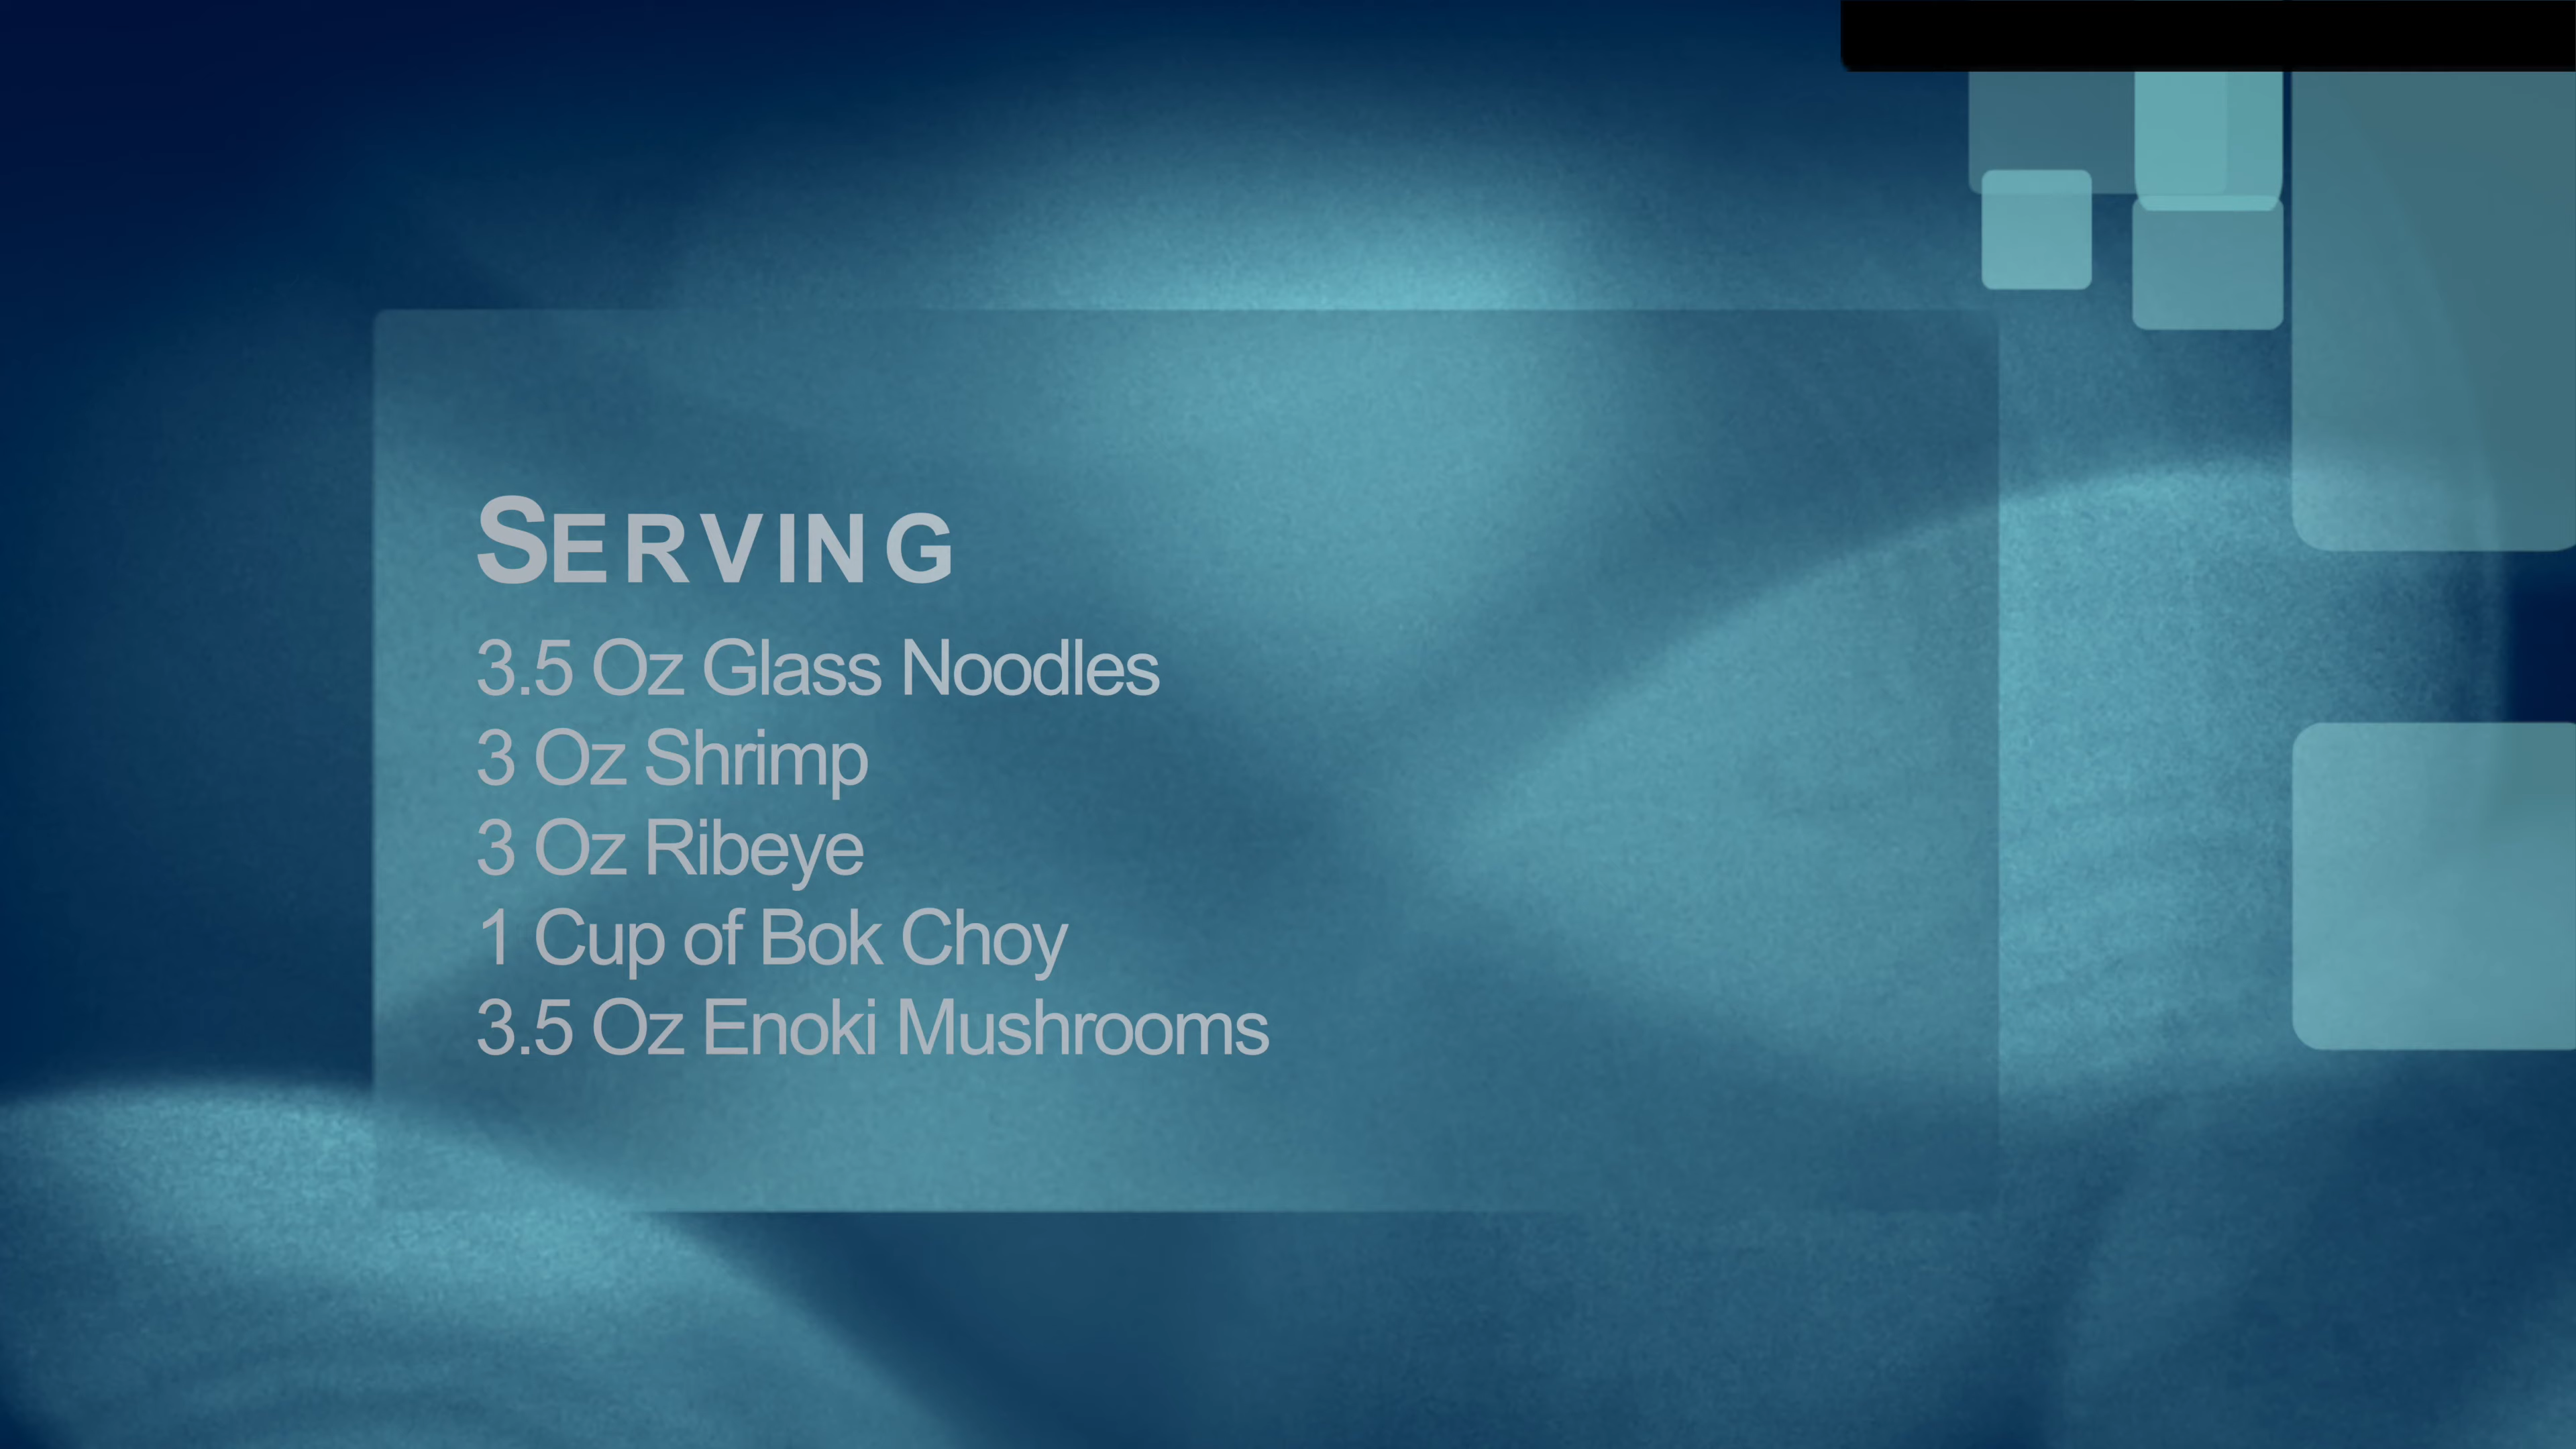 SERVING
3.5 Oz Glass Noodles
3 Oz Shrimp
3 Oz Ribeye
1 Cup of Bok Choy
3.5 Oz Enoki Mushrooms